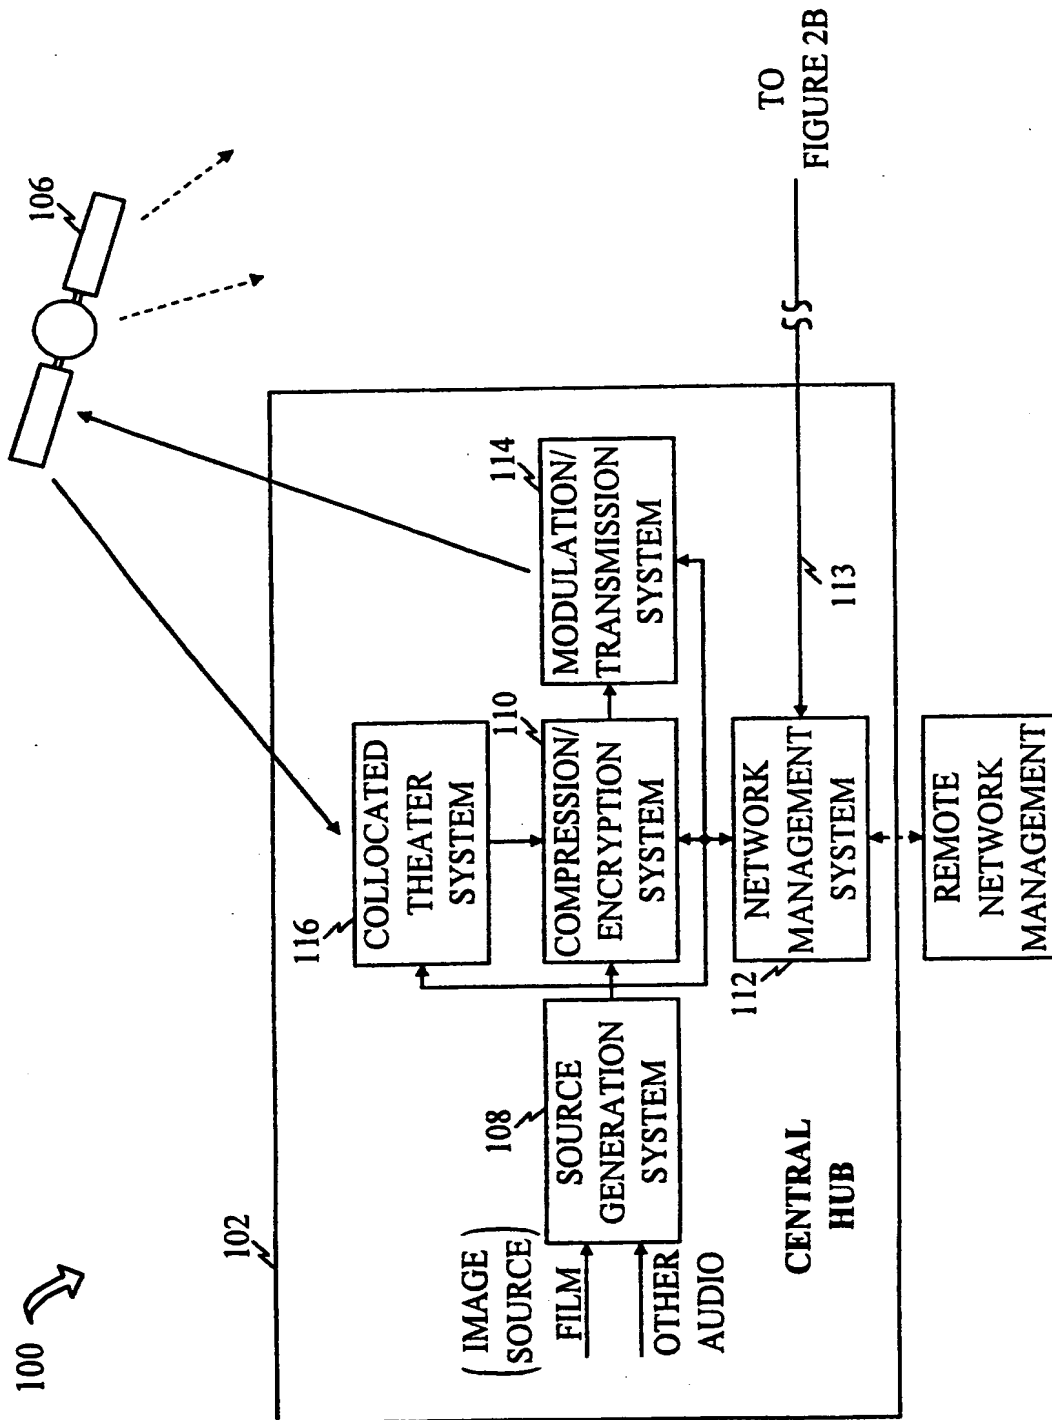 100
102
106
(IMAGE
SOURCE)
FILM
OTHER
AUDIO
108
SOURCE
GENERATION
SYSTEM
116
COLLOCATED
THEATER
SYSTEM
110
COMPRESSION/
ENCRYPTION
SYSTEM
114
MODULATION/
TRANSMISSION
SYSTEM
112
NETWORK
MANAGEMENT
SYSTEM
113
TO
FIGURE 2B
CENTRAL
HUB
REMOTE
NETWORK
MANAGEMENT